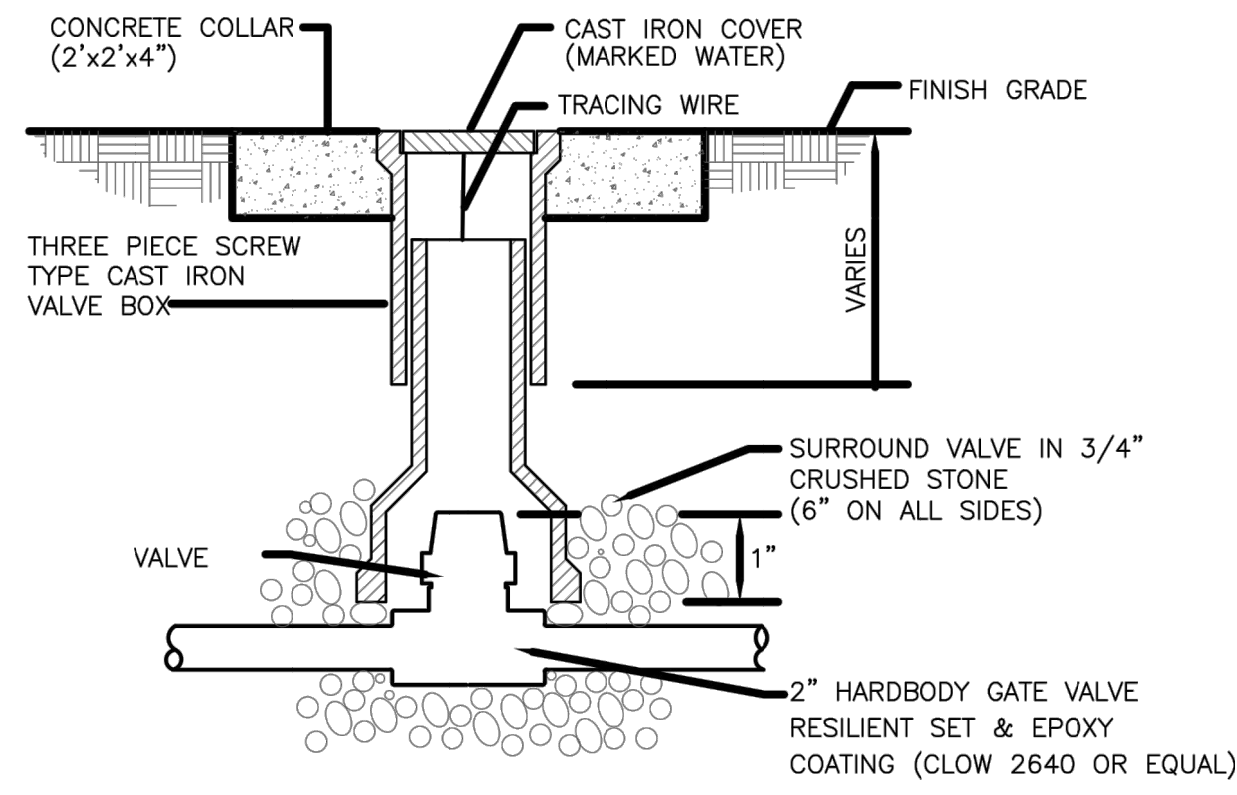 CONCRETE COLLAR
(2'x2'x4")
CAST IRON COVER
(MARKED WATER)
TRACING WIRE
FINISH GRADE
THREE PIECE SCREW
TYPE CAST IRON
VALVE BOX
VARIES
SURROUND VALVE IN 3/4"
CRUSHED STONE
(6" ON ALL SIDES)
VALVE
1"
2" HARDBODY GATE VALVE
RESILIENT SET & EPOXY
COATING (CLOW 2640 OR EQUAL)